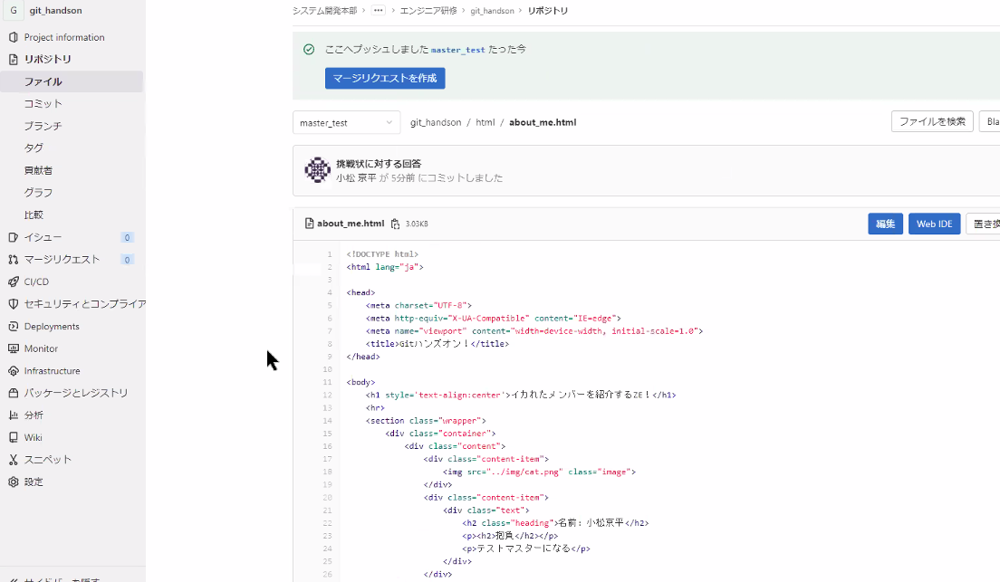 G git_handson
Project information
リポジトリ
ファイル
コミット
ブランチ
タグ
貢献者
グラフ
比較
イシュー 0
マージリクエスト 0
CI/CD
セキュリティとコンプライア
Deployments
Monitor
Infrastructure
パッケージとレジストリ
分析
Wiki
スニペット
設定
システム開発本部 › ••• › エンジニア研修 › git_handson › リポジトリ
ここへプッシュしました master_test たった今
マージリクエストを作成
master_test git_handson / html / about_me.html ファイルを検索 Bla
挑戦状に対する回答
小松 京平 が 5分前 にコミットしました
about_me.html 3.03KB 編集 Web IDE 置き換
1 <!DOCTYPE html>
2 <html lang="ja">
3
4 <head>
5 <meta charset="UTF-8">
6 <meta http-equiv="X-UA-Compatible" content="IE=edge">
7 <meta name="viewport" content="width=device-width, initial-scale=1.0">
8 <title>Gitハンズオン！</title>
9 </head>
10
11 <body>
12 <h1 style='text-align:center'>イカれたメンバーを紹介するZE！</h1>
13 <hr>
14 <section class="wrapper">
15 <div class="container">
16 <div class="content">
17 <div class="content-item">
18 <img src="../img/cat.png" class="image">
19 </div>
20 <div class="content-item">
21 <div class="text">
22 <h2 class="heading">名前: 小松京平</h2>
23 <p><h2>抱負</h2></p>
24 <p>テストマスターになる</p>
25 </div>
26 </div>